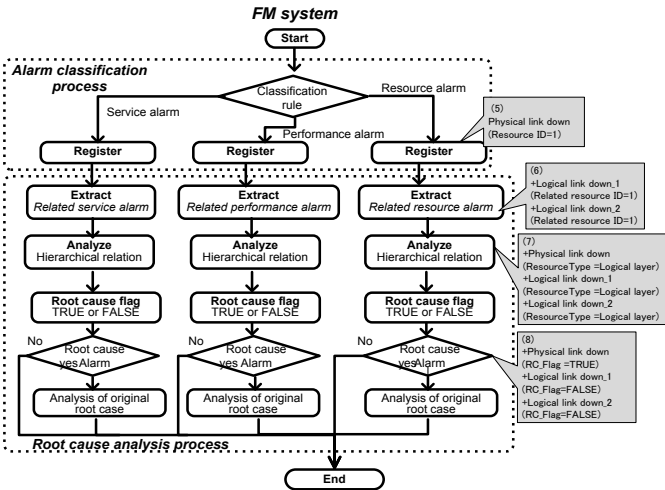 FM system
Start
Alarm classification
process
Classification
rule
Service alarm
Performance alarm
Resource alarm
Register
Register
Register
(5)
Physical link down
(Resource ID=1)
Extract
Related service alarm
Extract
Related performance alarm
Extract
Related resource alarm
(6)
+Logical link down_1
(Related resource ID=1)
+Logical link down_2
(Related resource ID=1)
Analyze
Hierarchical relation
Analyze
Hierarchical relation
Analyze
Hierarchical relation
(7)
+Physical link down
(ResourceType =Logical layer)
+Logical link down_1
(ResourceType =Logical layer)
+Logical link down_2
(ResourceType =Logical layer)
Root cause flag
TRUE or FALSE
Root cause flag
TRUE or FALSE
Root cause flag
TRUE or FALSE
No
Root cause
yes Alarm
No
Root cause
yes Alarm
No
Root cause
yes Alarm
(8)
+Physical link down
(RC_Flag =TRUE)
+Logical link down_1
(RC_Flag=FALSE)
+Logical link down_2
(RC_Flag=FALSE)
Analysis of original
root case
Analysis of original
root case
Analysis of original
root case
Root cause analysis process
End